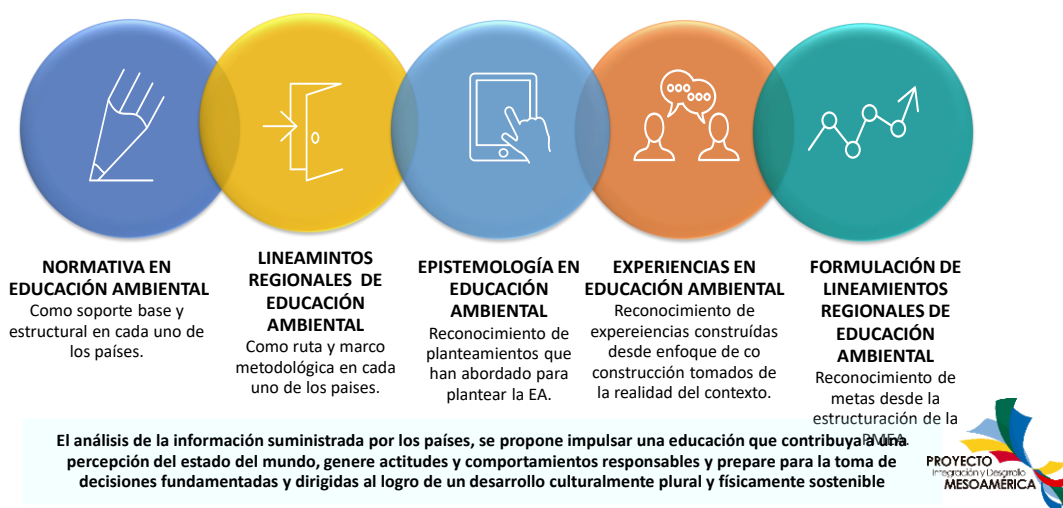 NORMATIVA EN
EDUCACIÓN AMBIENTAL
Como soporte base y
estructural en cada uno de
los países.
LINEAMINTOS
REGIONALES DE
EDUCACIÓN
AMBIENTAL
Como ruta y marco
metodológica en cada
uno de los paises.
EPISTEMOLOGÍA EN
EDUCACIÓN
AMBIENTAL
Reconocimiento de
planteamientos que
han abordado para
plantear la EA.
EXPERIENCIAS EN
EDUCACIÓN AMBIENTAL
Reconocimiento de
expereiencias construídas
desde enfoque de co
construcción tomados de
la realidad del contexto.
FORMULACIÓN DE
LINEAMIENTOS
REGIONALES DE
EDUCACIÓN
AMBIENTAL
Reconocimiento de
metas desde la
estructuración de la
PMEA.
El análisis de la información suministrada por los países, se propone impulsar una educación que contribuya a una
percepción del estado del mundo, genere actitudes y comportamientos responsables y prepare para la toma de
decisiones fundamentadas y dirigidas al logro de un desarrollo culturalmente plural y físicamente sostenible
PROYECTO
Integración y Desarrollo
MESOAMÉRICA